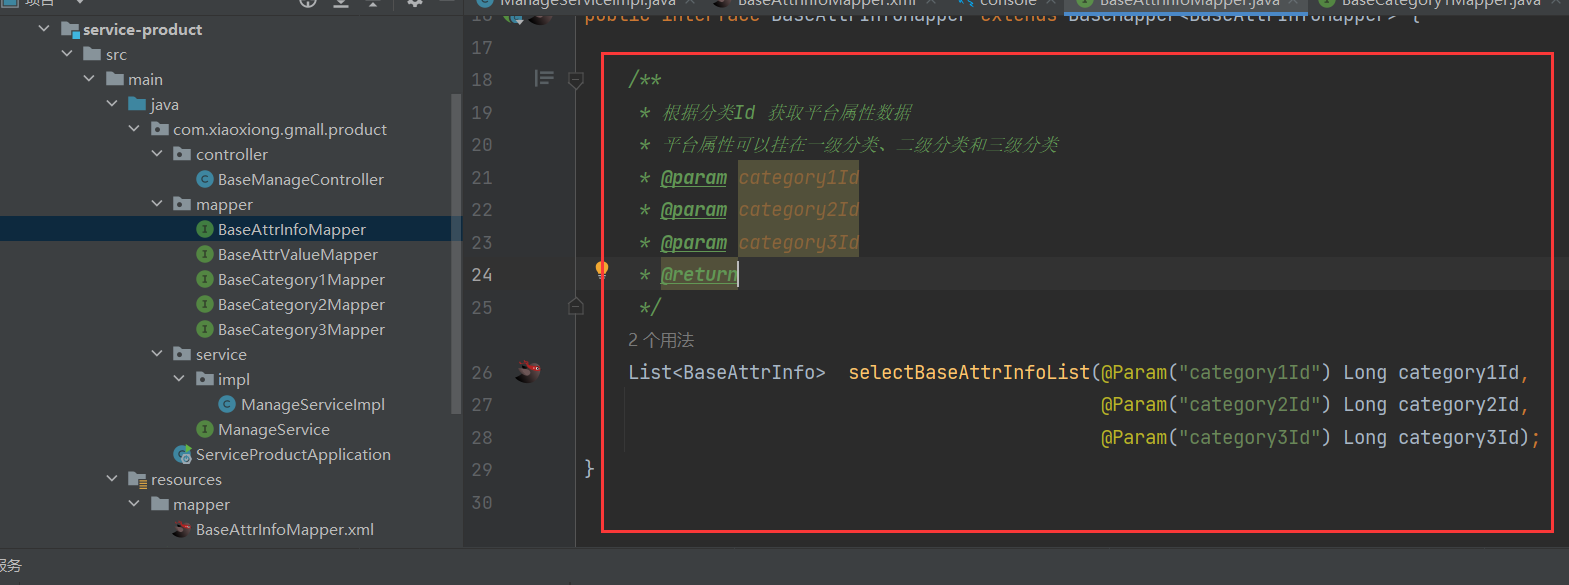 项目
service-product
src
main
java
com.xiaoxiong.gmall.product
controller
BaseManageController
mapper
BaseAttrInfoMapper
BaseAttrValueMapper
BaseCategory1Mapper
BaseCategory2Mapper
BaseCategory3Mapper
service
impl
ManageServiceImpl
ManageService
ServiceProductApplication
resources
mapper
BaseAttrInfoMapper.xml
服务
ManageServiceImpl.java
BaseAttrInfoMapper.xml
console
BaseAttrInfoMapper.java
BaseCategory1Mapper.java
16 public interface BaseAttrInfoMapper extends BaseMapper<BaseAttrInfoMapper> {
17
18 /**
19 * 根据分类Id 获取平台属性数据
20 * 平台属性可以挂在一级分类、二级分类和三级分类
21 * @param category1Id
22 * @param category2Id
23 * @param category3Id
24 * @return
25 */
2 个用法
26 List<BaseAttrInfo> selectBaseAttrInfoList(@Param("category1Id") Long category1Id,
27 @Param("category2Id") Long category2Id,
28 @Param("category3Id") Long category3Id);
29 }
30